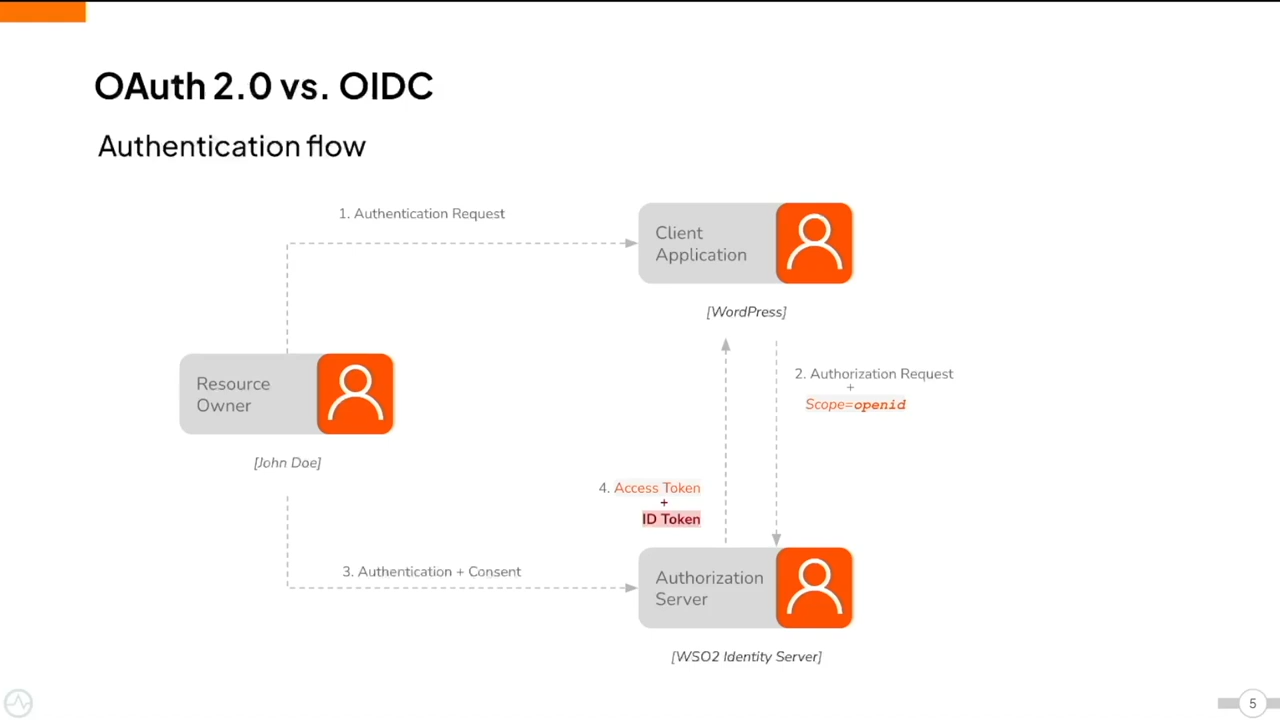 OAuth 2.0 vs. OIDC
Authentication flow
1. Authentication Request
Client
Application
[WordPress]
Resource
Owner
[John Doe]
2. Authorization Request
+
Scope=openid
4. Access Token
+
ID Token
3. Authentication + Consent
Authorization
Server
[WSO2 Identity Server]
5